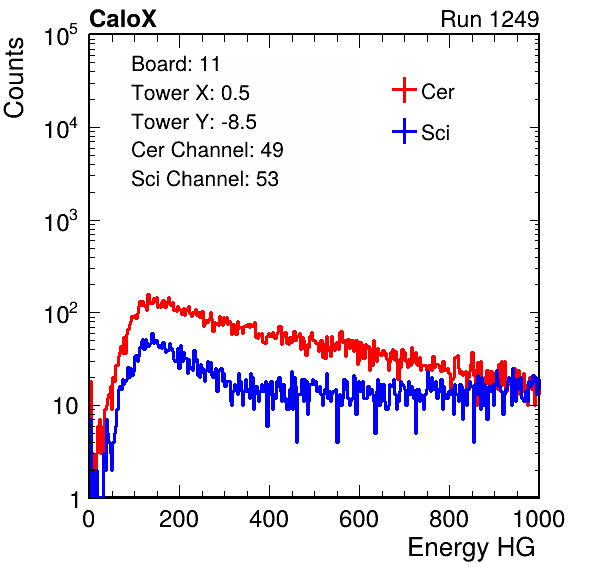 CaloX Run 1249
Counts
Board: 11
Tower X: 0.5
Tower Y: -8.5
Cer Channel: 49
Sci Channel: 53
Cer
Sci
10^5
10^4
10^3
10^2
10
1
0 200 400 600 800 1000
Energy HG